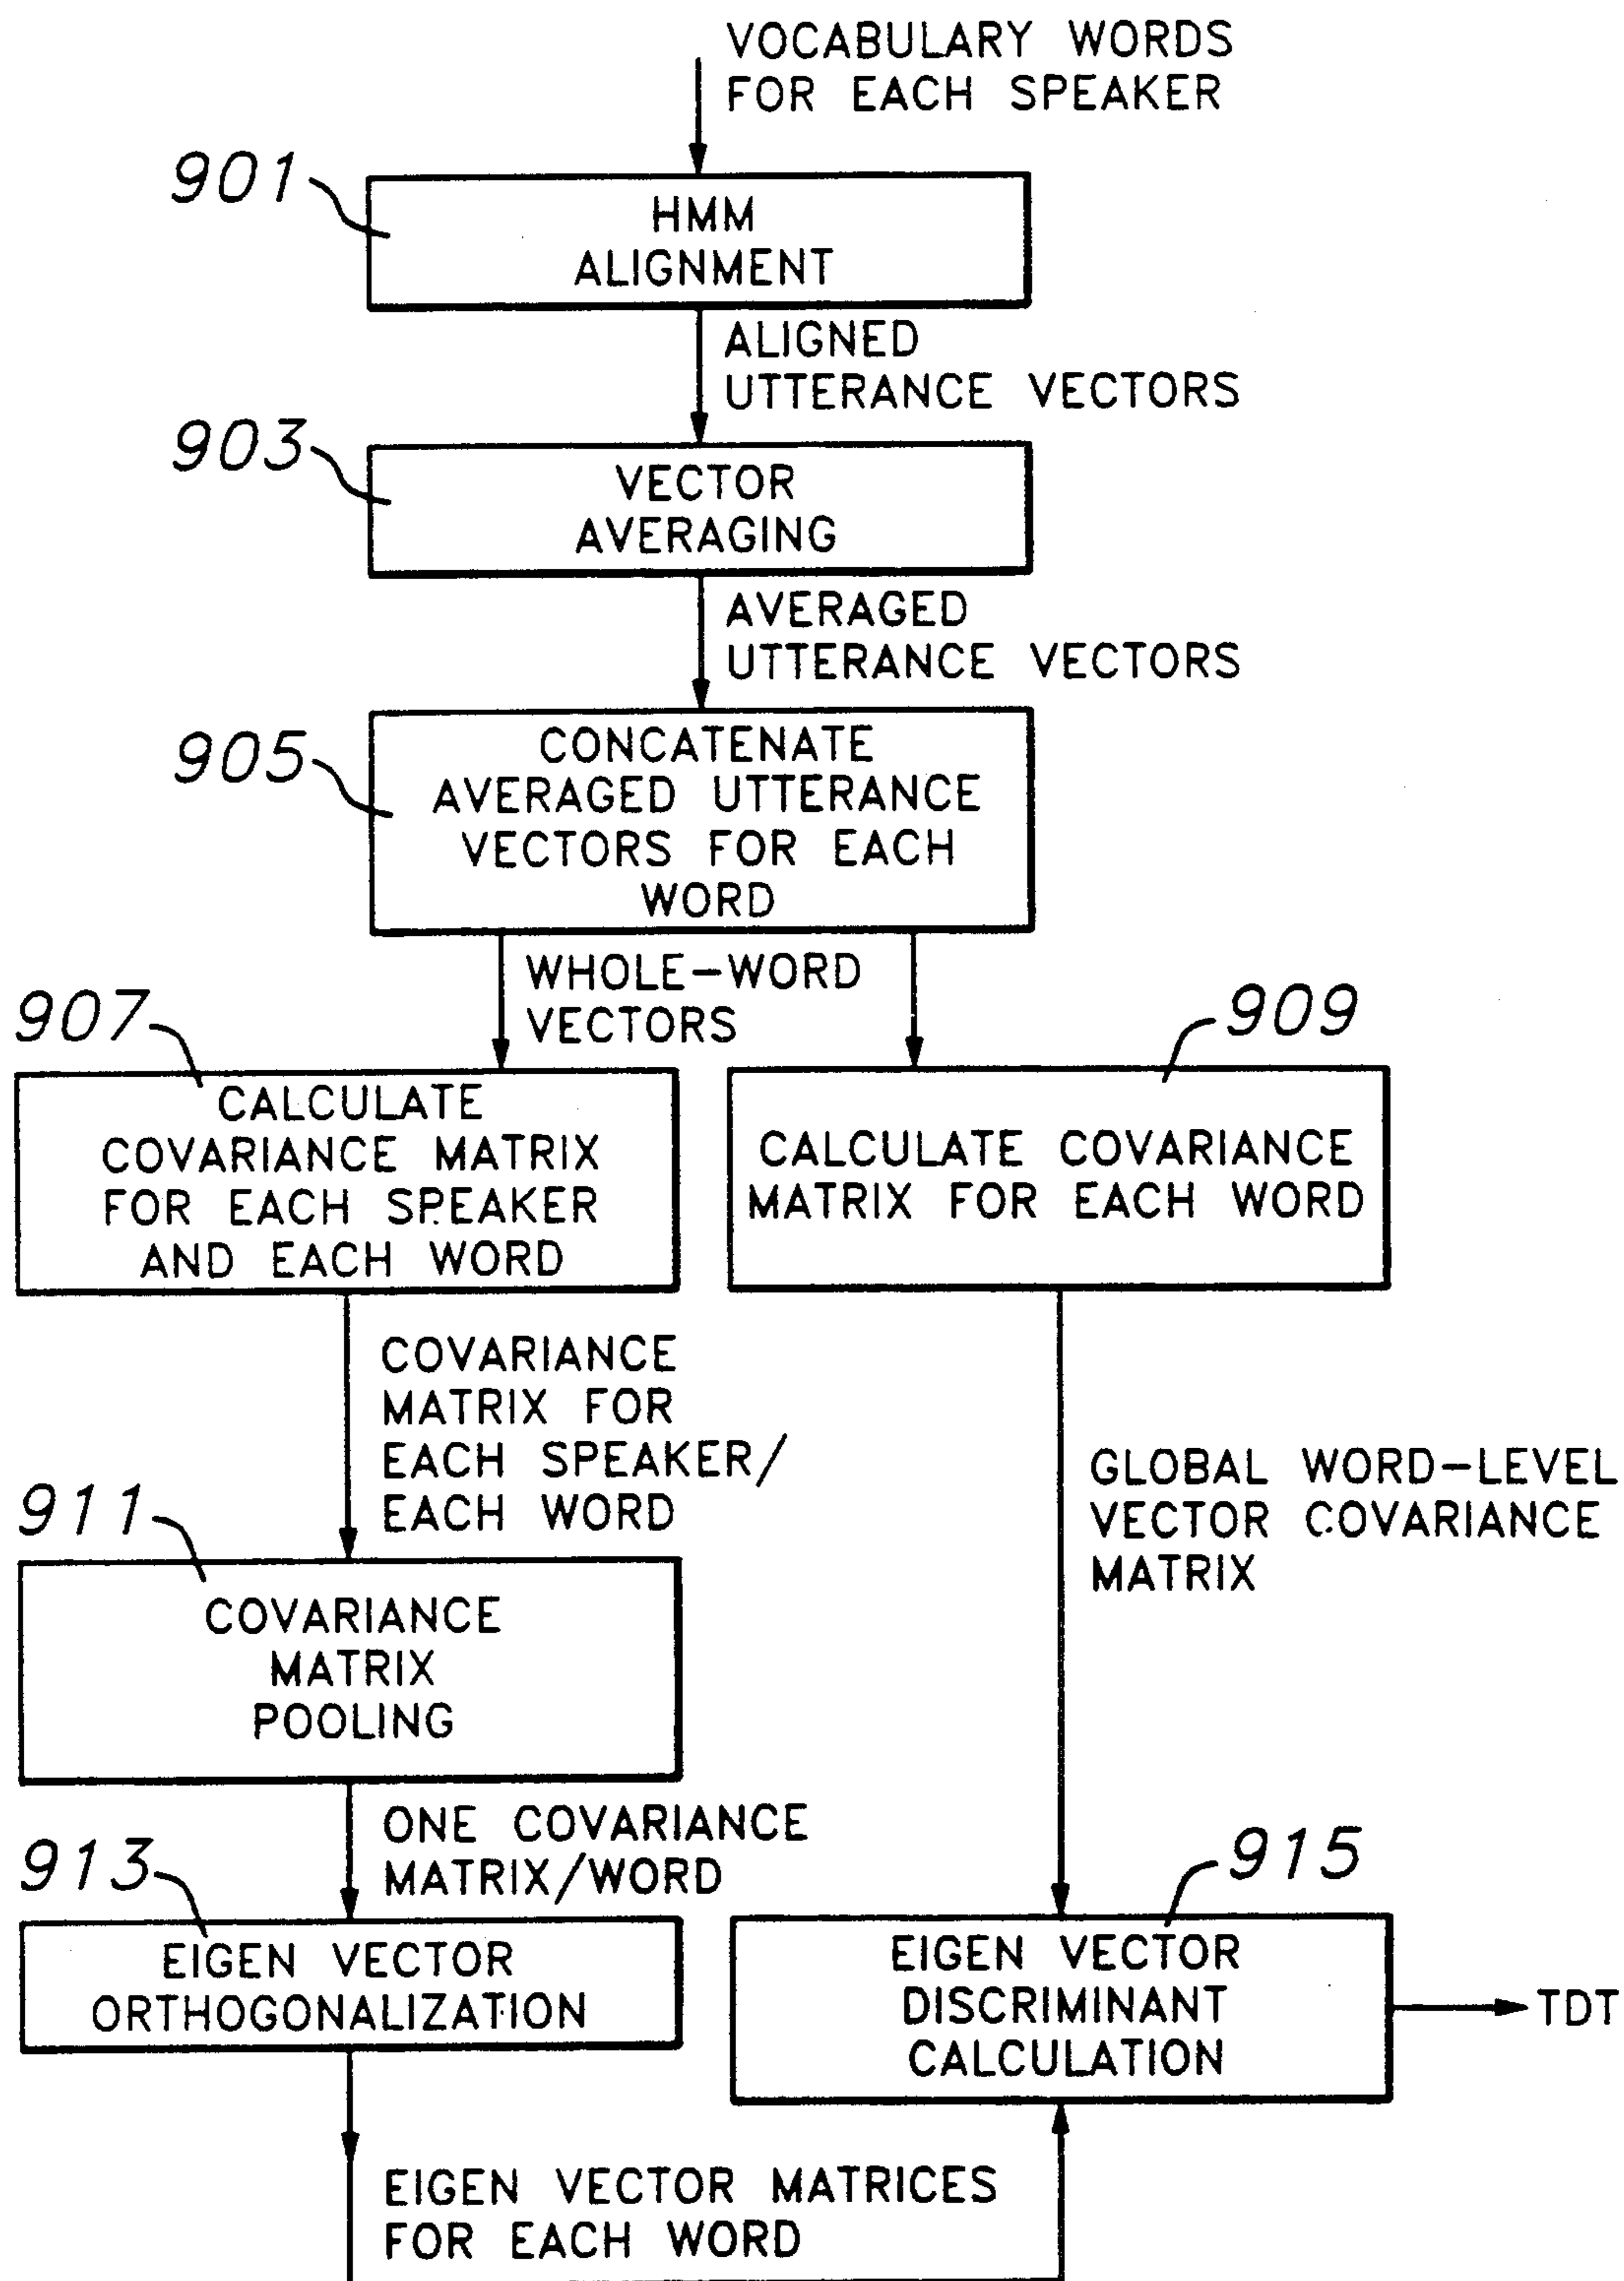 VOCABULARY WORDS
FOR EACH SPEAKER
901
HMM
ALIGNMENT
ALIGNED
UTTERANCE VECTORS
903
VECTOR
AVERAGING
AVERAGED
UTTERANCE VECTORS
905
CONCATENATE
AVERAGED UTTERANCE
VECTORS FOR EACH
WORD
WHOLE-WORD
VECTORS
907
909
CALCULATE
COVARIANCE MATRIX
FOR EACH SPEAKER
AND EACH WORD
CALCULATE COVARIANCE
MATRIX FOR EACH WORD
COVARIANCE
MATRIX FOR
EACH SPEAKER/
EACH WORD
GLOBAL WORD-LEVEL
VECTOR COVARIANCE
MATRIX
911
COVARIANCE
MATRIX
POOLING
ONE COVARIANCE
MATRIX/WORD
913
915
EIGEN VECTOR
ORTHOGONALIZATION
EIGEN VECTOR
DISCRIMINANT
CALCULATION
TDT
EIGEN VECTOR MATRICES
FOR EACH WORD